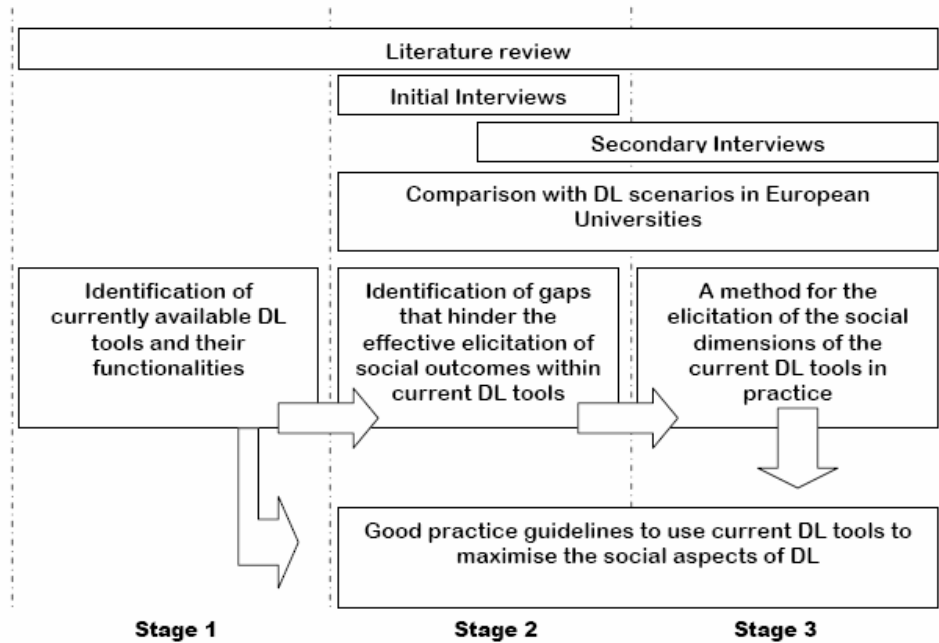 Literature review
Initial Interviews
Secondary Interviews
Comparison with DL scenarios in European
Universities
Identification of
currently available DL
tools and their
functionalities
Identification of gaps
that hinder the
effective elicitation of
social outcomes within
current DL tools
A method for the
elicitation of the social
dimensions of the
current DL tools in
practice
Good practice guidelines to use current DL tools to
maximise the social aspects of DL
Stage 1
Stage 2
Stage 3